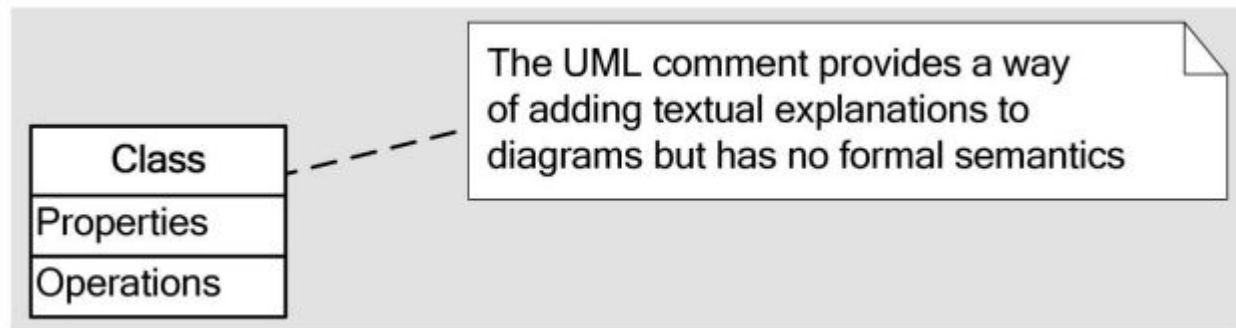 The UML comment provides a way
of adding textual explanations to
diagrams but has no formal semantics
Class
Properties
Operations